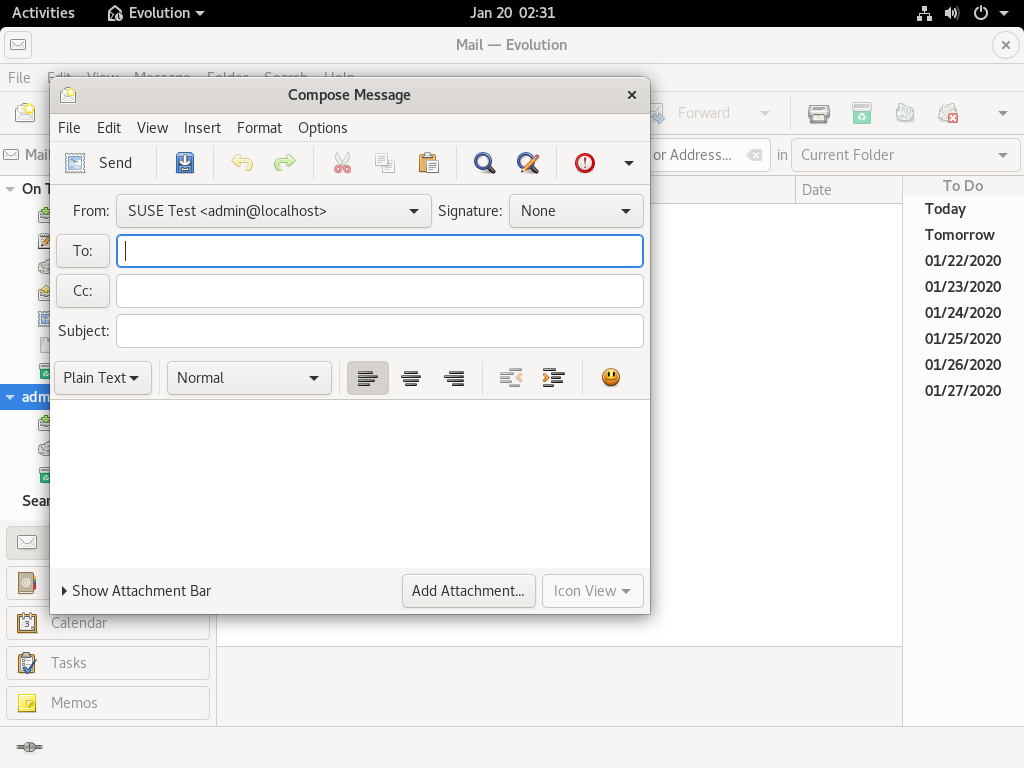 Activities Evolution Jan 20 02:31
Mail — Evolution
File Edit View Message Folder Search Help
Compose Message
Forward
File Edit View Insert Format Options
Send
Mail
or Address...
in
Current Folder
On T
Date
To Do
From: SUSE Test <admin@localhost> Signature: None
Today
Tomorrow
To:
01/22/2020
Cc:
01/23/2020
01/24/2020
Subject:
01/25/2020
01/26/2020
Plain Text Normal
01/27/2020
adm
Sear
Show Attachment Bar Add Attachment... Icon View
31
Calendar
Tasks
Memos